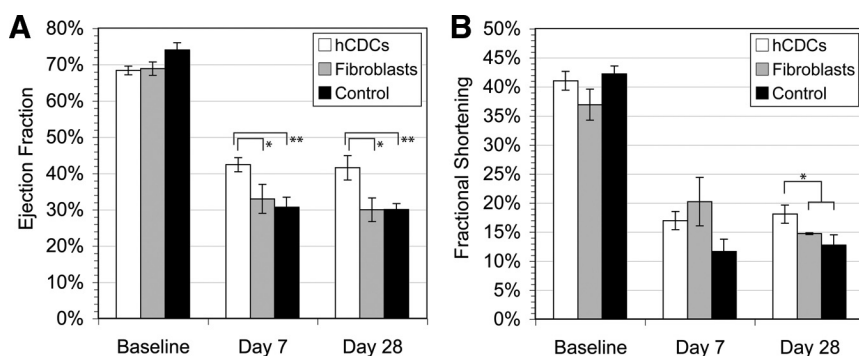 A
80%
70%
60%
50%
40%
30%
20%
10%
0%
Ejection Fraction
hCDCs
Fibroblasts
Control
*
**
*
**
Baseline
Day 7
Day 28
B
50%
45%
40%
35%
30%
25%
20%
15%
10%
5%
0%
Fractional Shortening
hCDCs
Fibroblasts
Control
*
Baseline
Day 7
Day 28